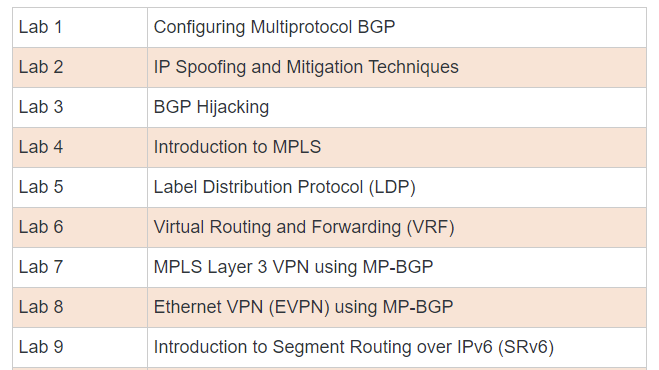 Lab 1 Configuring Multiprotocol BGP
Lab 2 IP Spoofing and Mitigation Techniques
Lab 3 BGP Hijacking
Lab 4 Introduction to MPLS
Lab 5 Label Distribution Protocol (LDP)
Lab 6 Virtual Routing and Forwarding (VRF)
Lab 7 MPLS Layer 3 VPN using MP-BGP
Lab 8 Ethernet VPN (EVPN) using MP-BGP
Lab 9 Introduction to Segment Routing over IPv6 (SRv6)